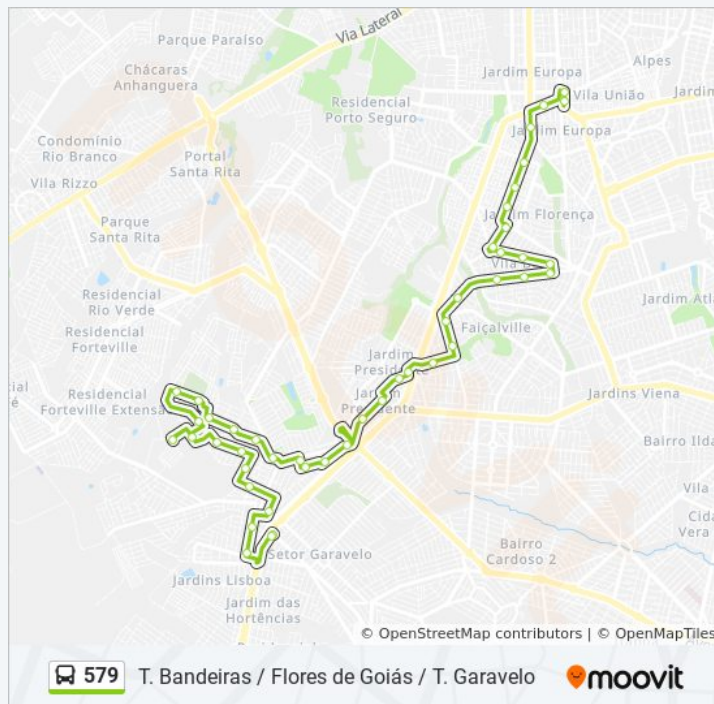 Parque Paraíso
Via Lateral
Chácaras
Anhanguera
Jardim Europa
Alpes
Vila União
Residencial
Porto Seguro
Jardim Europa
Condomínio
Rio Branco
Portal
Santa Rita
Vila Rizzo
Jardim Florença
Parque
Santa Rita
Residencial
Rio Verde
Jardim Atl
Faiçalville
Residencial
Forteville
Jardim
Presidente
Residencial
Forteville Extensã
Jardim
Presidente
Jardins Viena
Bairro Ilda
Vila
Cida
Vera
Bairro
Cardoso 2
Setor Garavelo
Jardins Lisboa
Jardim das
Hortências
© OpenStreetMap contributors | © OpenMapTiles
579 T. Bandeiras / Flores de Goiás / T. Garavelo
moovit